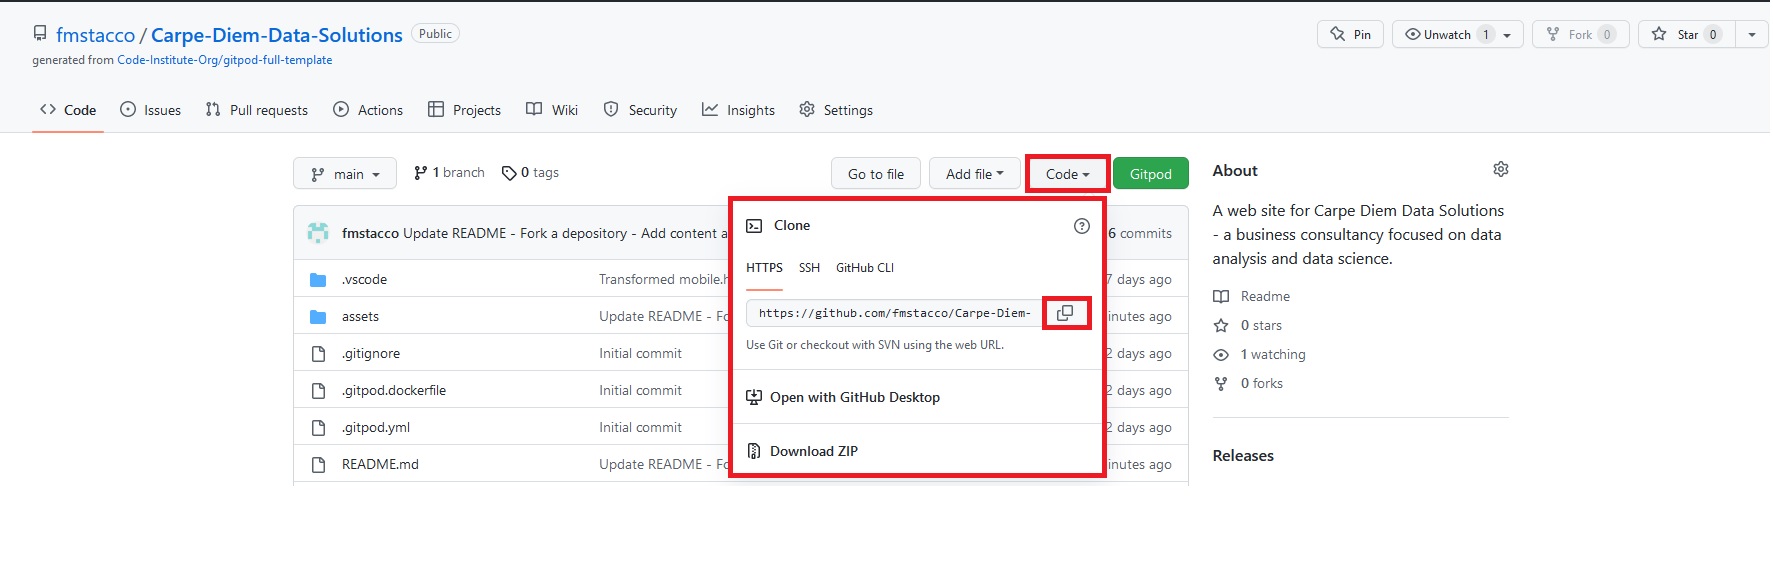 fmstacco / Carpe-Diem-Data-Solutions Public
Pin Unwatch 1 Fork 0 Star 0
generated from Code-Institute-Org/gitpod-full-template
Code Issues Pull requests Actions Projects Wiki Security Insights Settings
main 1 branch 0 tags Go to file Add file Code Gitpod
fmstacco Update README - Fork a depository - Add content a 6 commits
.vscode Transformed mobile.h 7 days ago
assets Update README - Fo inutes ago
.gitignore Initial commit 2 days ago
.gitpod.dockerfile Initial commit 2 days ago
.gitpod.yml Initial commit 2 days ago
README.md Update README - Fo inutes ago
Clone
HTTPS SSH GitHub CLI
https://github.com/fmstacco/Carpe-Diem-
Use Git or checkout with SVN using the web URL.
Open with GitHub Desktop
Download ZIP
About
A web site for Carpe Diem Data Solutions
- a business consultancy focused on data
analysis and data science.
Readme
0 stars
1 watching
0 forks
Releases